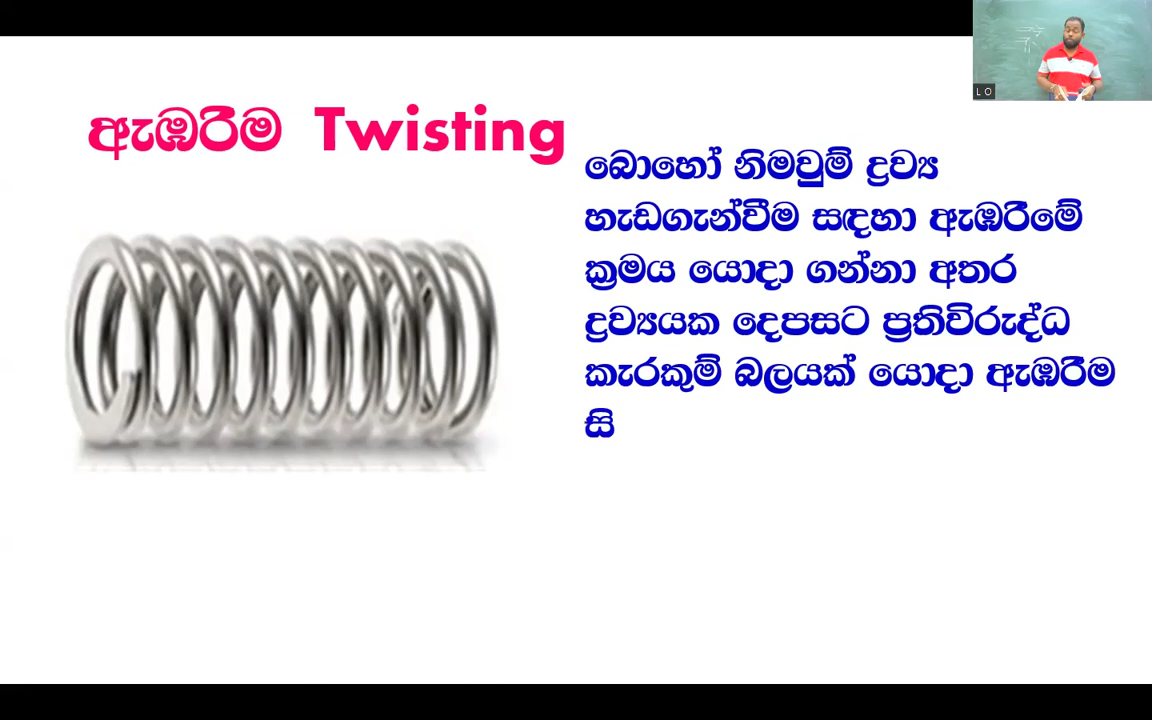 ඇඹරීම Twisting
බොහෝ නිමවුම් ද්‍රව්‍ය
හැඩගැන්වීම සඳහා ඇඹරීමේ
ක්‍රමය යොදා ගන්නා අතර
ද්‍රව්‍යයක දෙපසට ප්‍රතිවිරුද්ධ
කැරකුම් බලයක් යොදා ඇඹරීම
සි
L O